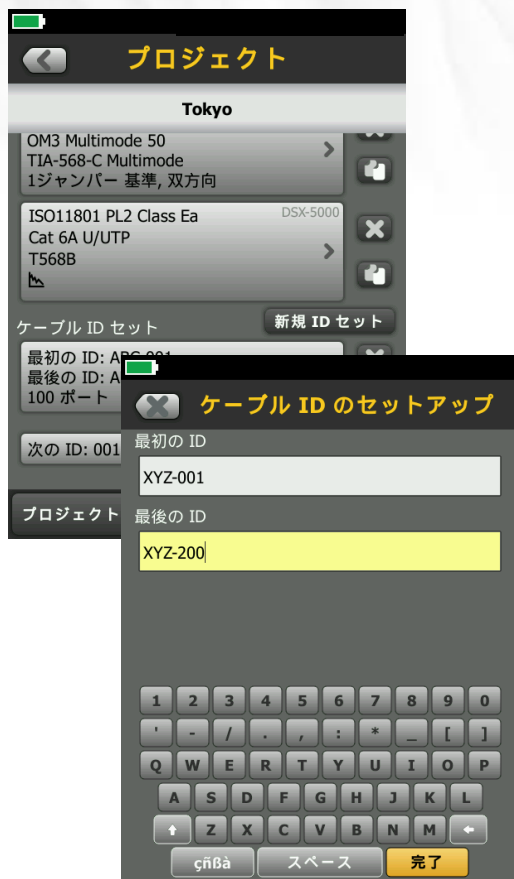 プロジェクト
Tokyo
OM3 Multimode 50
TIA-568-C Multimode
1ジャンパー 基準, 双方向
ISO11801 PL2 Class Ea
DSX-5000
Cat 6A U/UTP
T568B
ケーブル ID セット
新規 ID セット
最初の ID:
最後の ID:
100 ポート
次の ID: 001
プロジェクト
ケーブル ID のセットアップ
最初の ID
XYZ-001
最後の ID
XYZ-200
1 2 3 4 5 6 7 8 9 0
' - / . , : * _ [ ]
Q W E R T Y U I O P
A S D F G H J K L
Z X C V B N M
çñßà スペース 完了